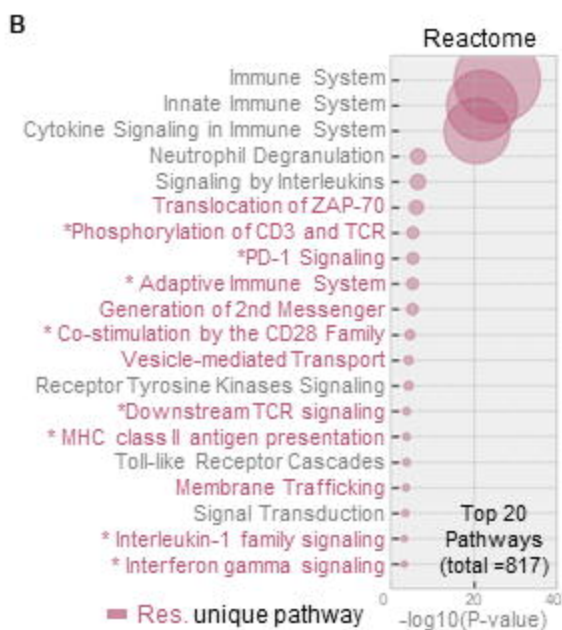 B
Reactome
Immune System
Innate Immune System
Cytokine Signaling in Immune System
Neutrophil Degranulation
Signaling by Interleukins
Translocation of ZAP-70
*Phosphorylation of CD3 and TCR
*PD-1 Signaling
* Adaptive Immune System
Generation of 2nd Messenger
* Co-stimulation by the CD28 Family
Vesicle-mediated Transport
Receptor Tyrosine Kinases Signaling
*Downstream TCR signaling
* MHC class II antigen presentation
Toll-like Receptor Cascades
Membrane Trafficking
Signal Transduction
* Interleukin-1 family signaling
* Interferon gamma signaling
Top 20
Pathways
(total =817)
0 20 40
-log10(P-value)
Res. unique pathway